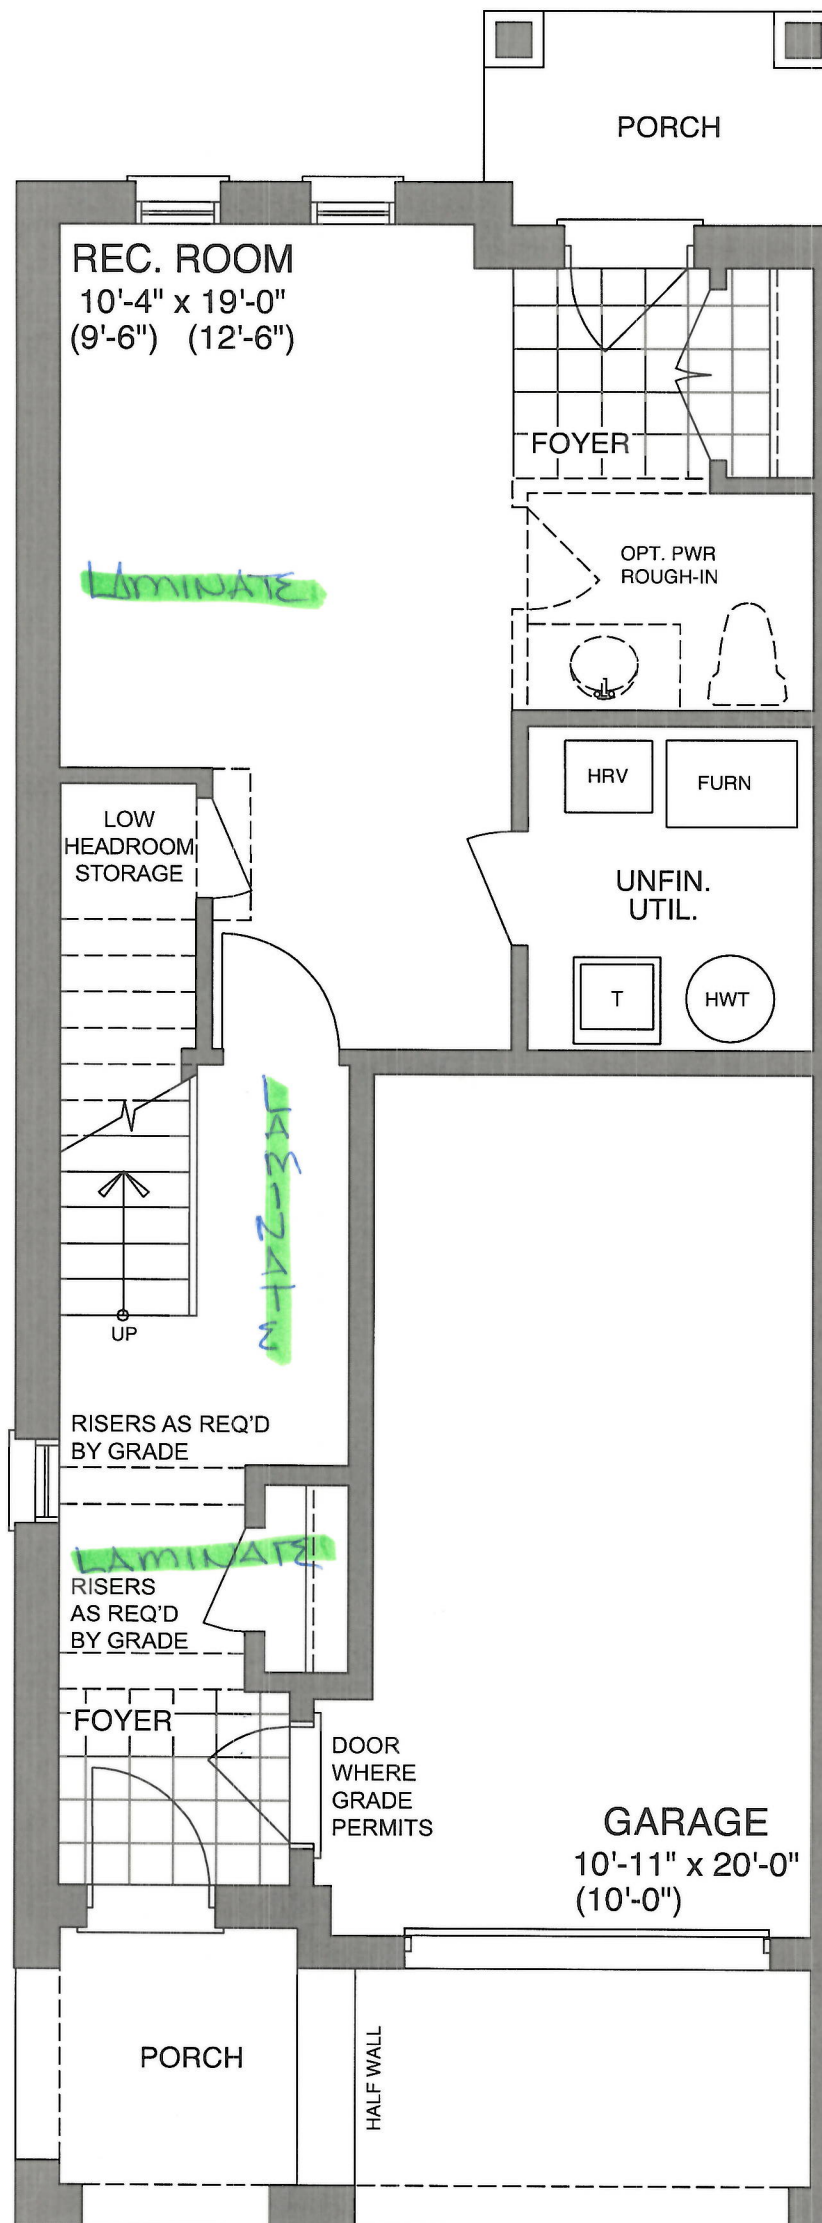 PORCH
REC. ROOM
10'-4" x 19'-0"
(9'-6") (12'-6")
FOYER
LAMINATE
OPT. PWR
ROUGH-IN
HRV
FURN
LOW
HEADROOM
STORAGE
UNFIN.
UTIL.
T
HWT
LAMINATE
UP
RISERS AS REQ'D
BY GRADE
LAMINATE
RISERS
AS REQ'D
BY GRADE
FOYER
DOOR
WHERE
GRADE
PERMITS
GARAGE
10'-11" x 20'-0"
(10'-0")
PORCH
HALF WALL